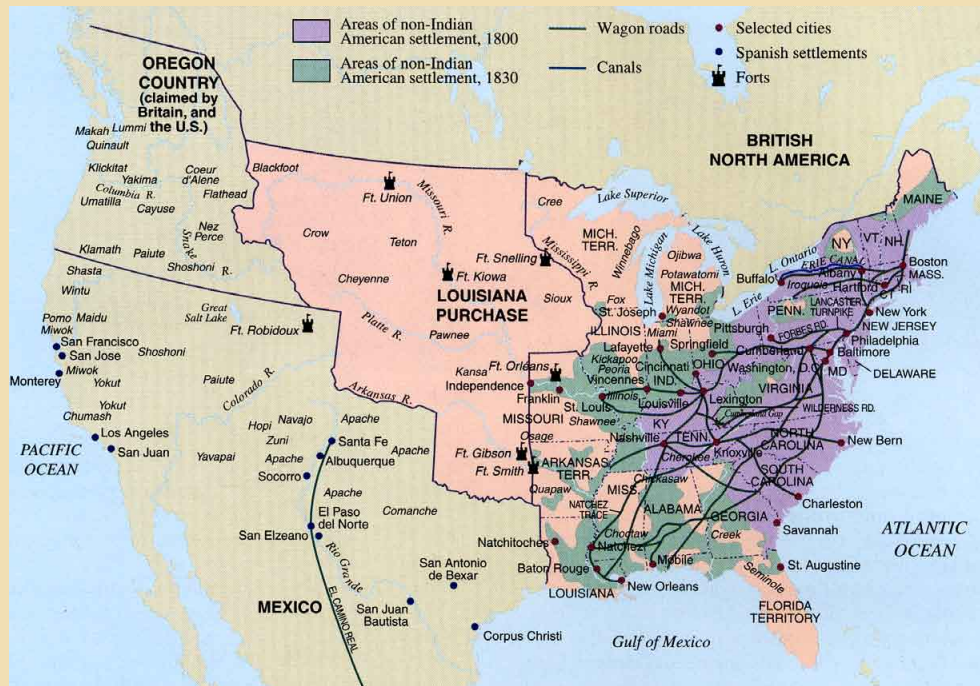 Areas of non-Indian
American settlement, 1800
Areas of non-Indian
American settlement, 1830
Wagon roads
Canals
Selected cities
Spanish settlements
Forts
OREGON
COUNTRY
(claimed by
Britain, and
the U.S.)
BRITISH
NORTH AMERICA
Makah
Lummi
Quinault
Klickitat
Yakima
Coeur
d'Alene
Columbia R.
Umatilla
Cayuse
Flathead
Nez
Perce
Snake
R.
Klamath
Paiute
Shoshoni
Shasta
Wintu
Pomo
Maidu
Miwok
San Francisco
San Jose
Miwok
Monterey
Yokut
Yokut
Chumash
Los Angeles
San Juan
PACIFIC
OCEAN
Great
Salt Lake
Ft. Robidoux
Shoshoni
Paiute
Colorado R.
Yavapai
Hopi
Navajo
Zuni
Apache
Apache
Apache
Apache
Santa Fe
Albuquerque
Socorro
El Paso
del Norte
San Elzeano
Comanche
Rio Grande
EL CAMINO REAL
MEXICO
San Antonio
de Bexar
San Juan
Bautista
Corpus Christi
Blackfoot
Ft. Union
Missouri R.
Crow
Teton
Cheyenne
Ft. Kiowa
LOUISIANA
PURCHASE
Platte R.
Pawnee
Arkansas R.
Cree
Ft. Snelling
Mississippi R.
Sioux
Kansa
Ft. Orleans
Independence
Franklin
MISSOURI
Osage
Ft. Gibson
Ft. Smith
ARKANSAS
TERR.
Quapaw
Natchitoches
LOUISIANA
Baton Rouge
New Orleans
Natchez
NATCHEZ
TRACE
MISS.
Choctaw
Chickasaw
ALABAMA
Mobile
Creek
GEORGIA
Cherokee
Lake Superior
MICH.
TERR.
Winnebago
Lake Michigan
Lake Huron
Ojibwa
Potawatomi
MICH.
TERR.
Wyandot
Shawnee
Fox
St. Joseph
ILLINOIS
Miami
Lafayette
Springfield
Kickapoo
Peoria
Vincennes
IND.
Cincinnati
OHIO
Illinois
St. Louis
Shawnee
Louisville
Lexington
KY
Cumberland Gap
Nashville
TENN.
Knoxville
L. Ontario
ERIE CANAL
L. Erie
Buffalo
Iroquois
Albany
NY
VT.
NH.
MAINE
Boston
MASS.
Hartford
CT.
RI
New York
NEW JERSEY
Philadelphia
PENN.
LANCASTER
TURNPIKE
Pittsburgh
FORBES RD.
Cumberland
Baltimore
Washington, D.C.
MD
DELAWARE
VIRGINIA
WILDERNESS RD.
NORTH
CAROLINA
New Bern
SOUTH
CAROLINA
Charleston
Savannah
St. Augustine
Seminole
FLORIDA
TERRITORY
Gulf of Mexico
ATLANTIC
OCEAN